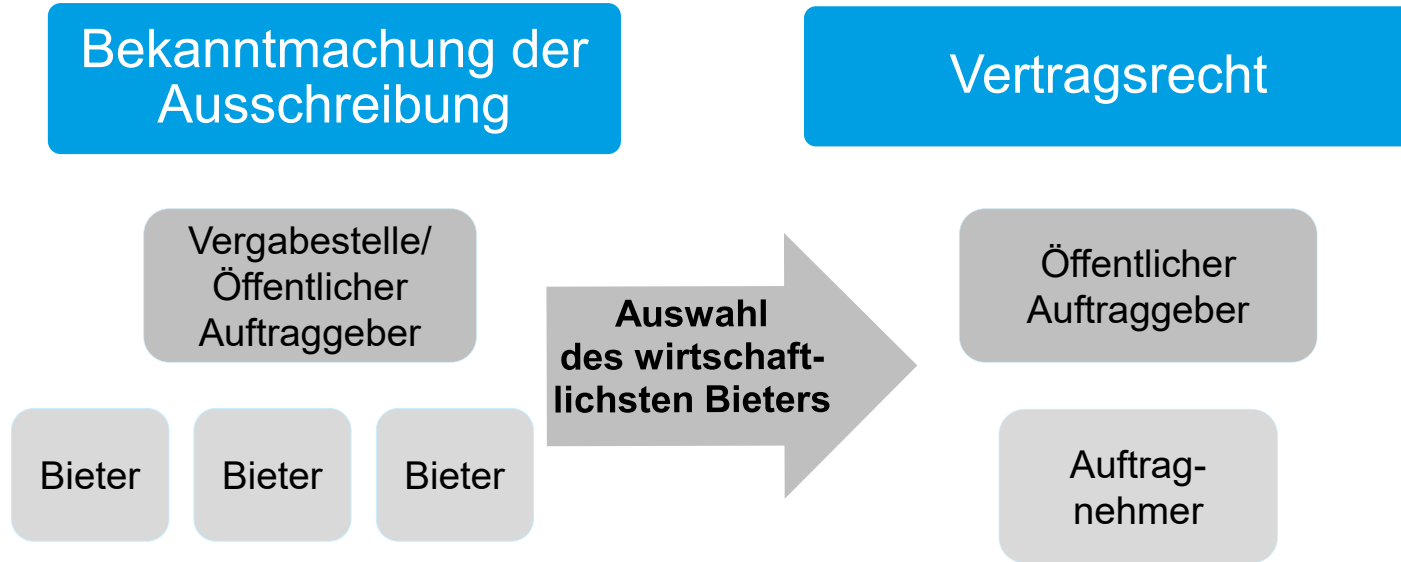 Bekanntmachung der
Ausschreibung
Vertragsrecht
Vergabestelle/
Öffentlicher
Auftraggeber
Auswahl
des wirtschaft-
lichsten Bieters
Öffentlicher
Auftraggeber
Bieter
Bieter
Bieter
Auftrag-
nehmer